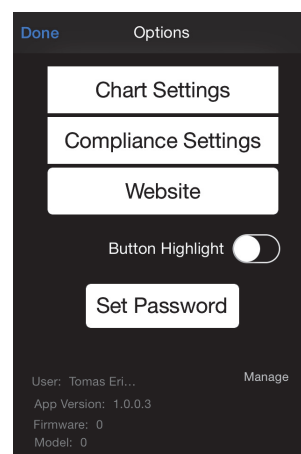 Done Options
Chart Settings
Compliance Settings
Website
Button Highlight
Set Password
User: Tomas Eri... Manage
App Version: 1.0.0.3
Firmware: 0
Model: 0